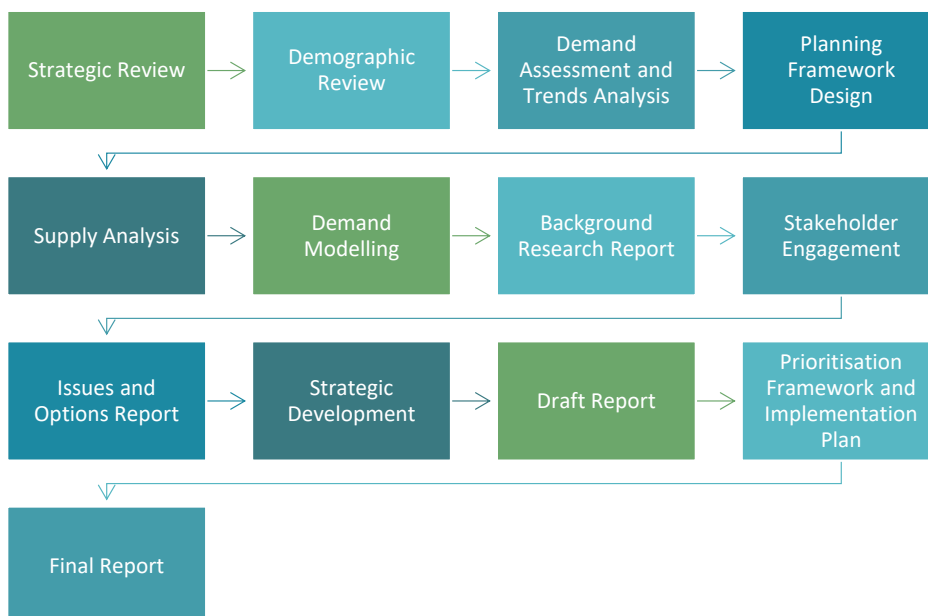 Strategic Review
Demographic
Review
Demand
Assessment and
Trends Analysis
Planning
Framework
Design
Supply Analysis
Demand
Modelling
Background
Research Report
Stakeholder
Engagement
Issues and
Options Report
Strategic
Development
Draft Report
Prioritisation
Framework and
Implementation
Plan
Final Report